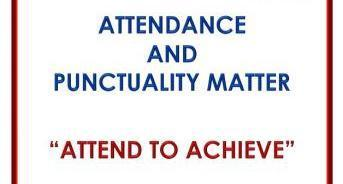 ATTENDANCE
AND
PUNCTUALITY MATTER
“ATTEND TO ACHIEVE”